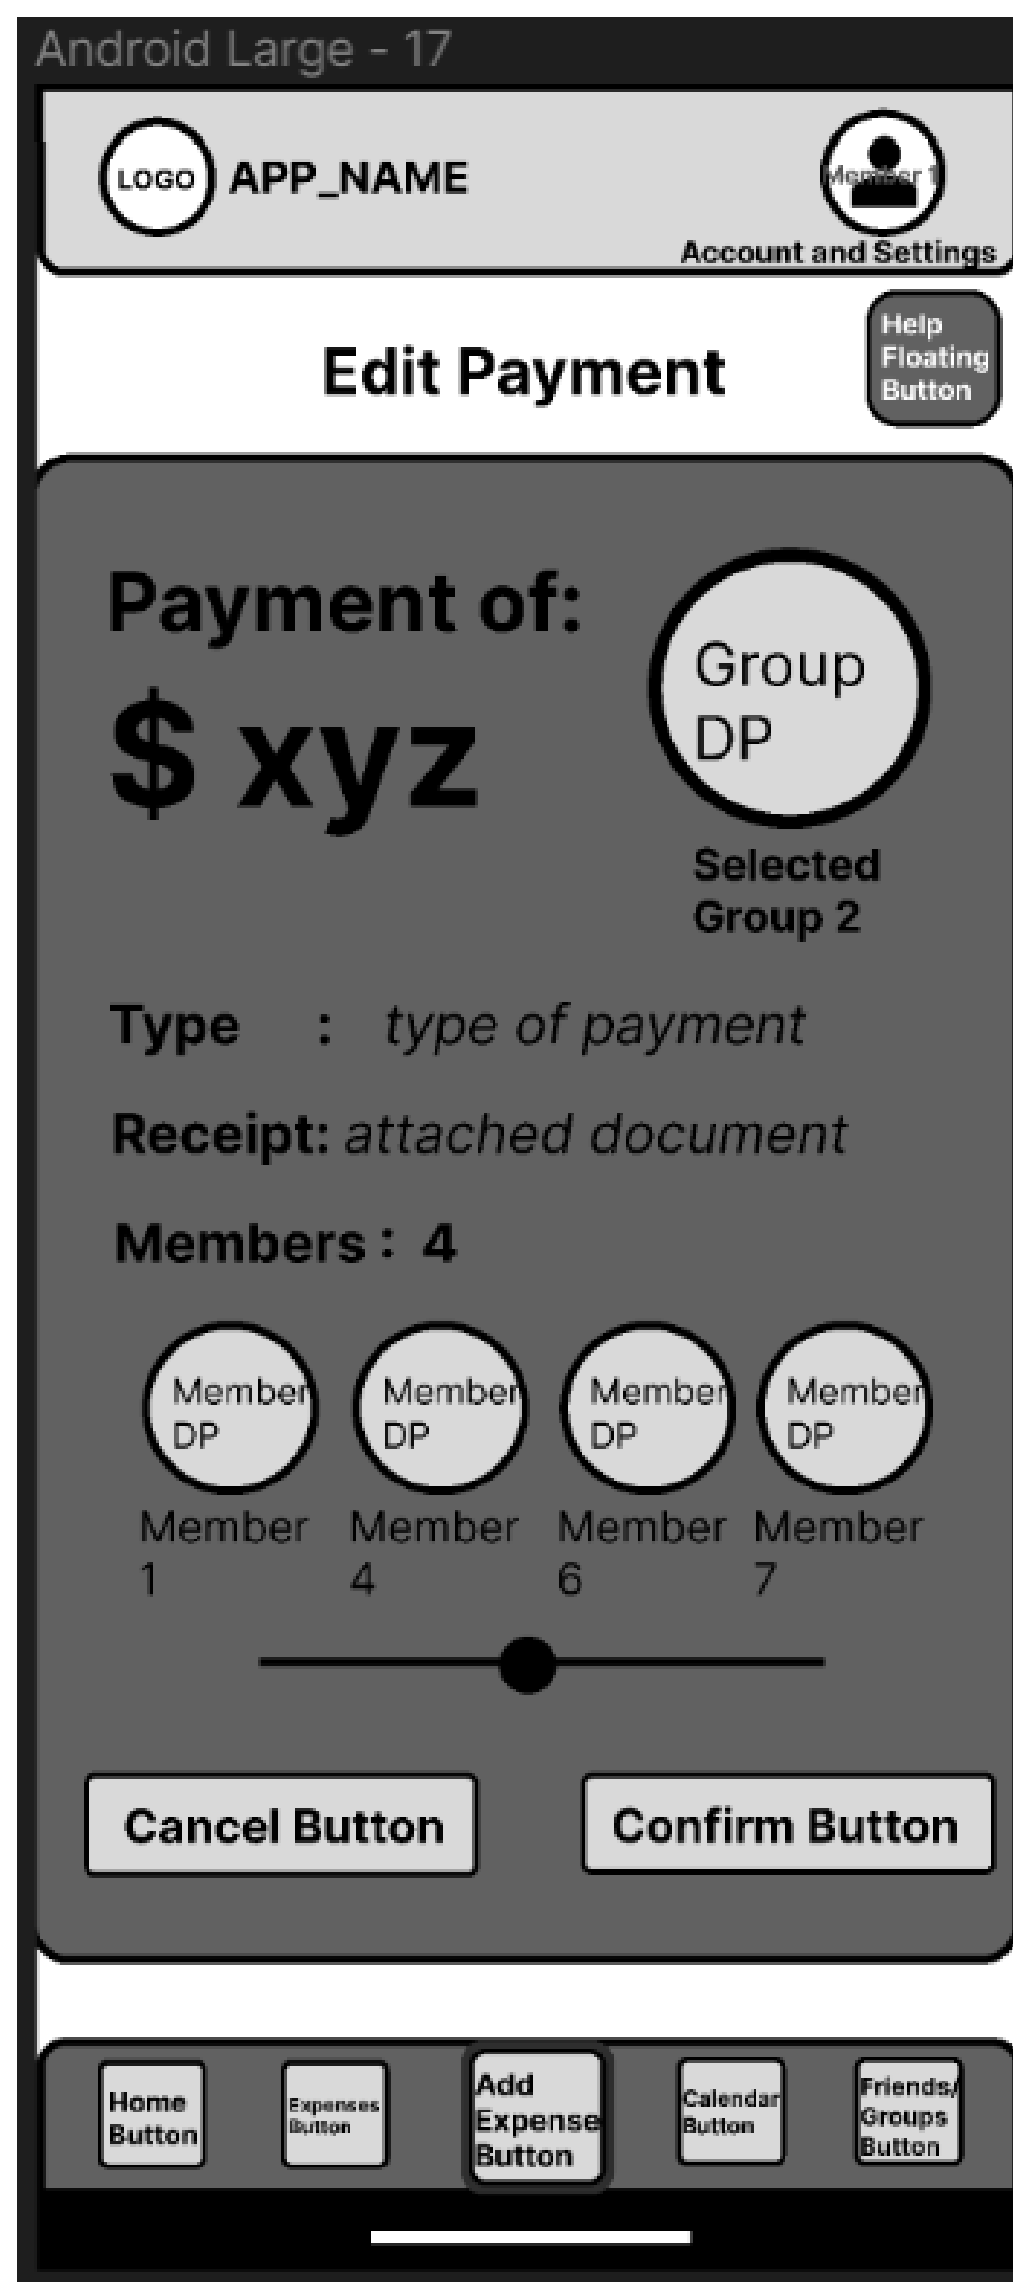 Android Large - 17
LOGO
APP_NAME
Member 1
Account and Settings
Help
Floating
Button
Edit Payment
Payment of:
$ xyz
Group
DP
Selected
Group 2
Type : type of payment
Receipt: attached document
Members : 4
Member
DP
Member
DP
Member
DP
Member
DP
Member
1
Member
4
Member
6
Member
7
Cancel Button
Confirm Button
Home
Button
Expenses
Button
Add
Expense
Button
Calendar
Button
Friends/
Groups
Button